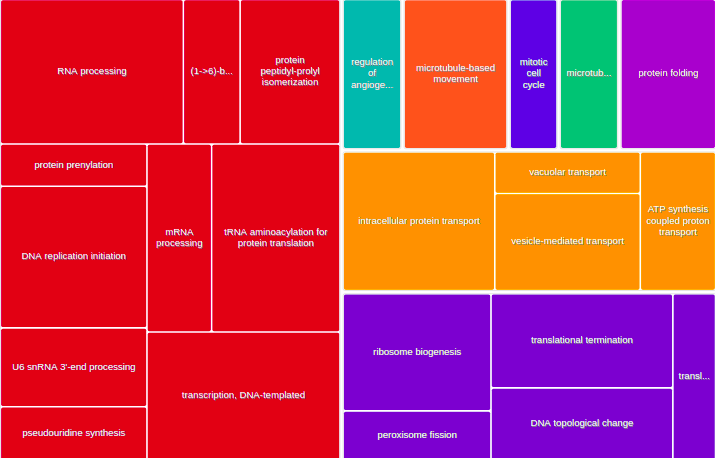 RNA processing
(1->6)-b...
protein
peptidyl-prolyl
isomerization
protein prenylation
DNA replication initiation
mRNA
processing
tRNA aminoacylation for
protein translation
U6 snRNA 3'-end processing
pseudouridine synthesis
transcription, DNA-templated
regulation
of
angioge...
microtubule-based
movement
mitotic
cell
cycle
microtub...
protein folding
intracellular protein transport
vacuolar transport
vesicle-mediated transport
ATP synthesis
coupled proton
transport
ribosome biogenesis
peroxisome fission
translational termination
DNA topological change
transl...